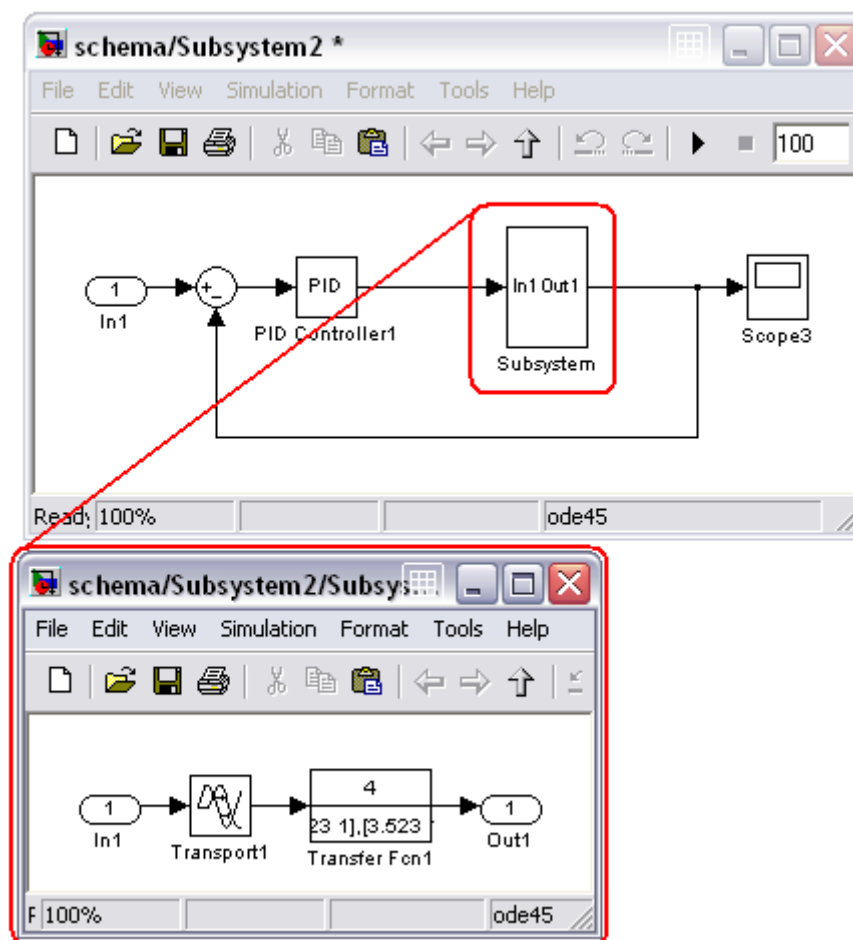 schema/Subsystem2 *
File Edit View Simulation Format Tools Help
100
1
In1
+
-
PID
PID Controller1
In1 Out1
Subsystem
Scope3
100%
ode45
schema/Subsystem2/Subsys...
File Edit View Simulation Format Tools Help
1
In1
Transport1
4
23 1],[3.523
Transfer Fcn1
1
Out1
F 100%
ode45